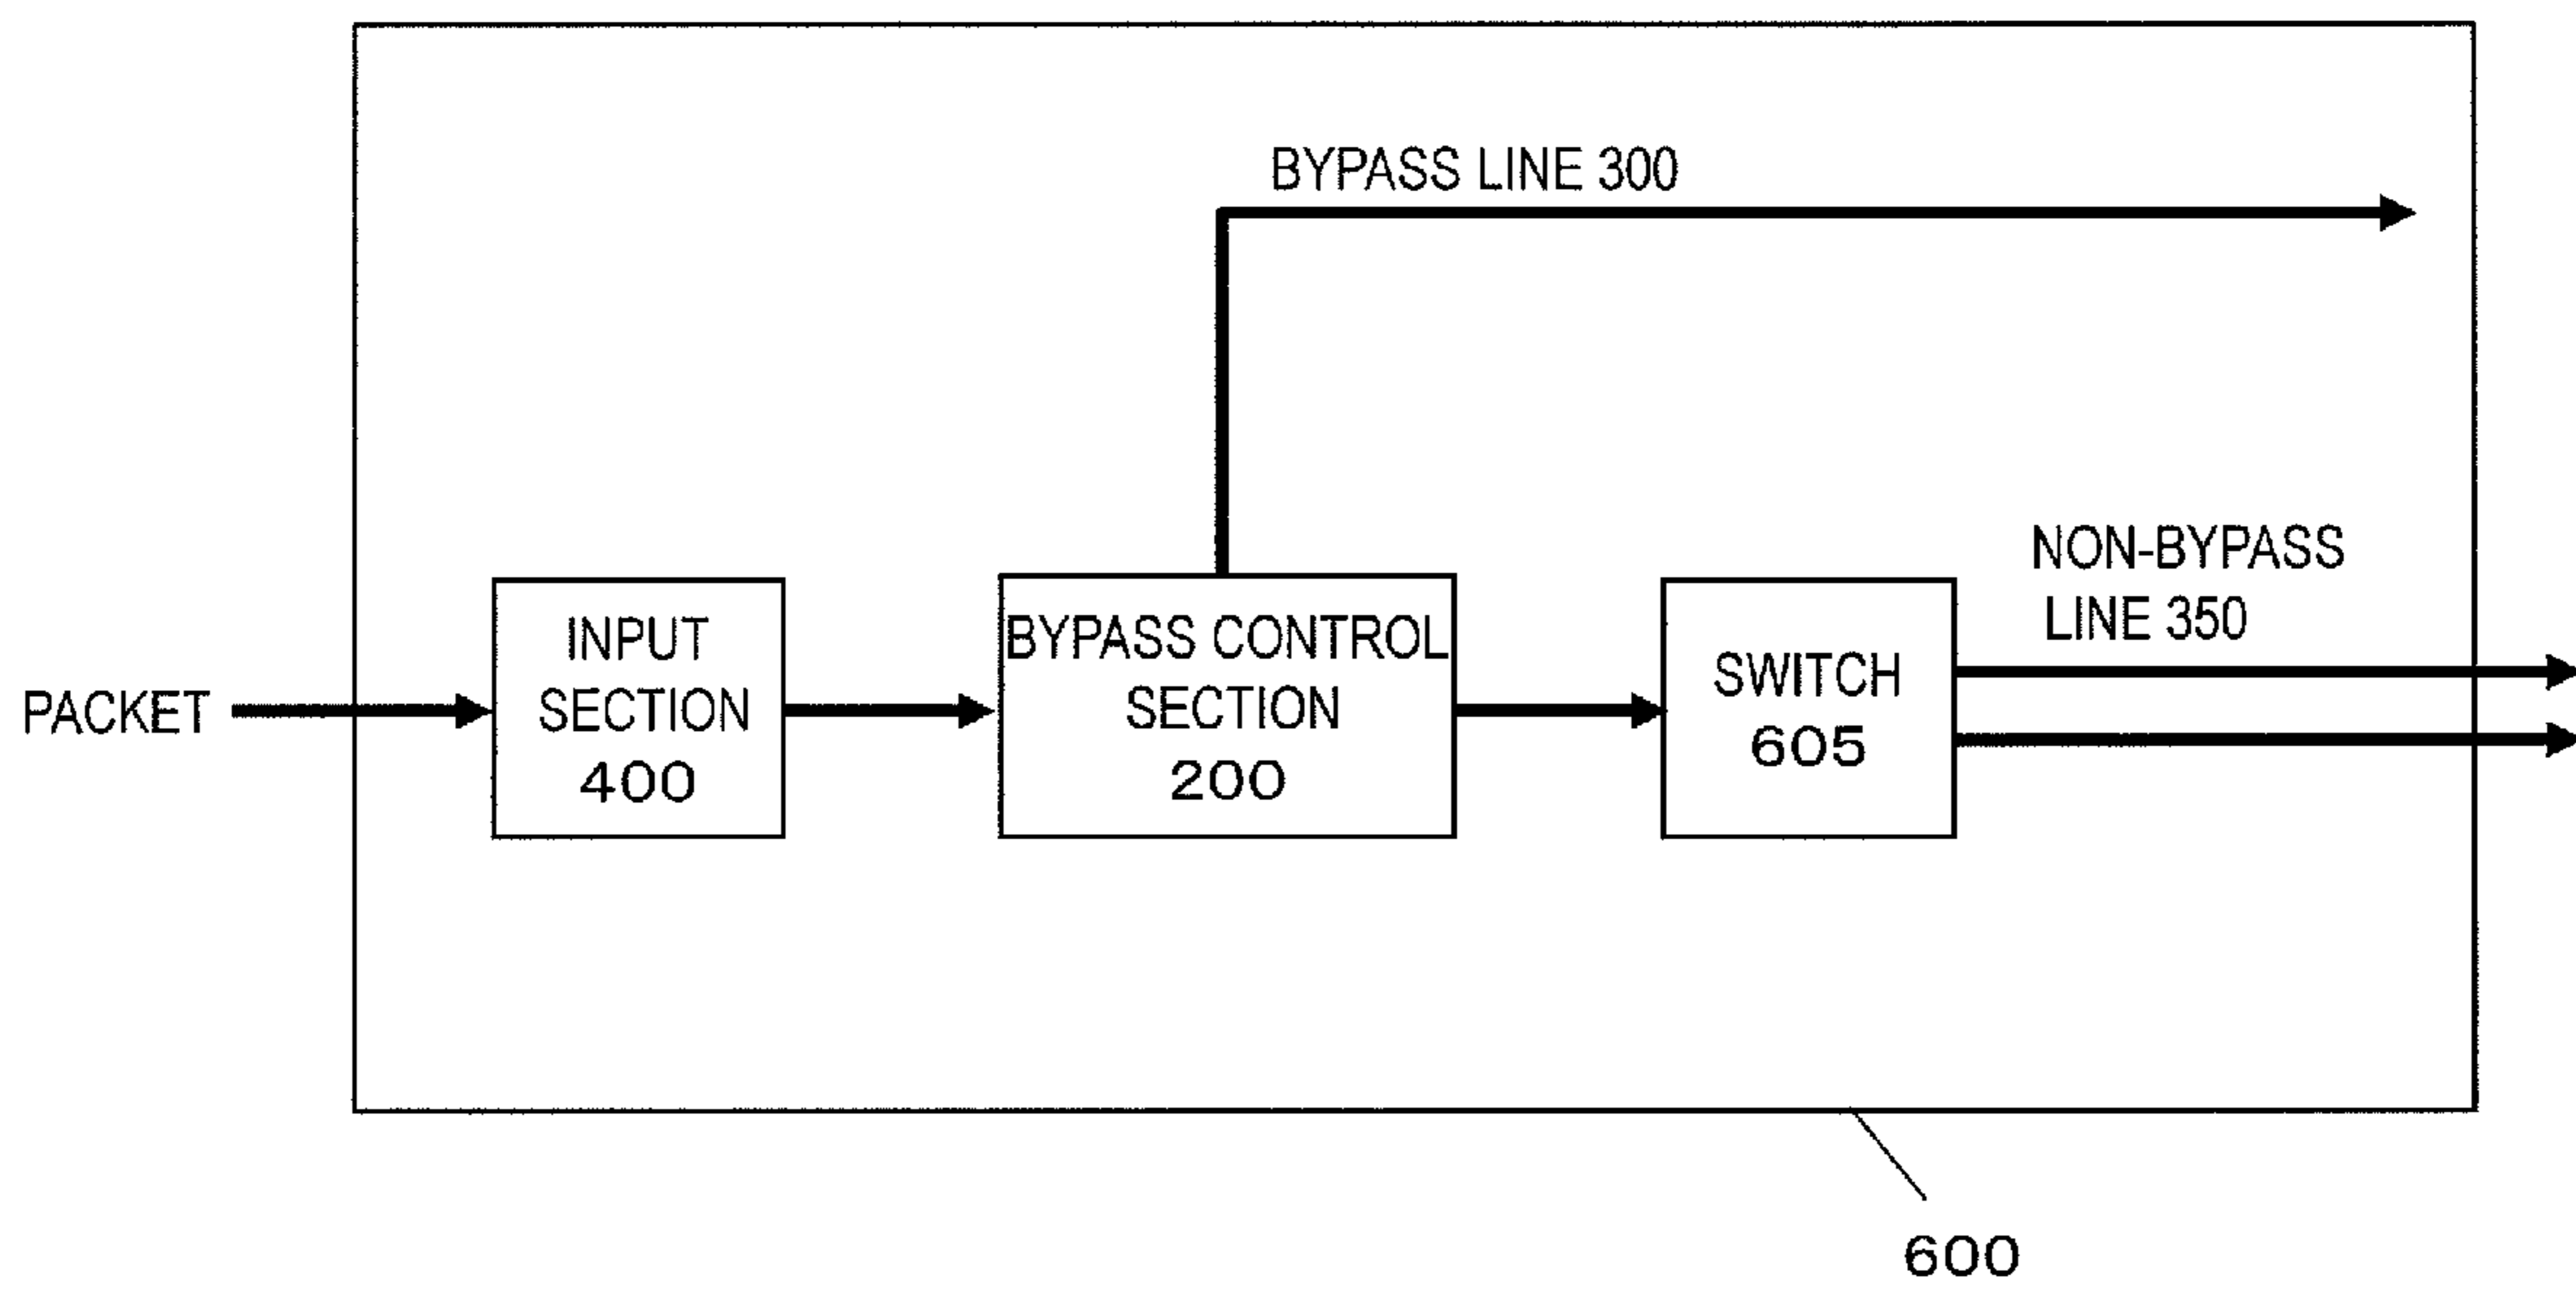 BYPASS LINE 300
NON-BYPASS
LINE 350
PACKET
INPUT
SECTION
400
BYPASS CONTROL
SECTION
200
SWITCH
605
600